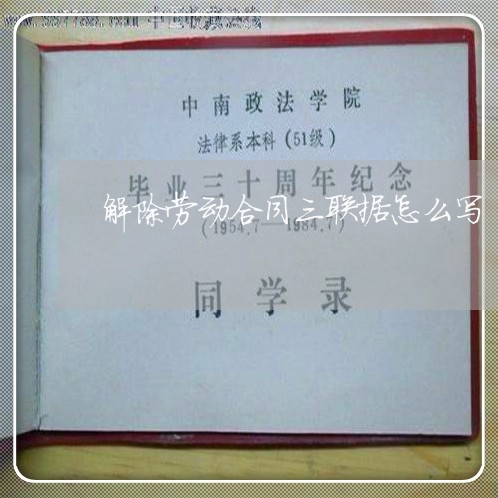 中南政法学院
法律系本科(51级)
毕业三十周年纪念
解除劳动合同三联据怎么写
(1954.7—1984.7)
同学录